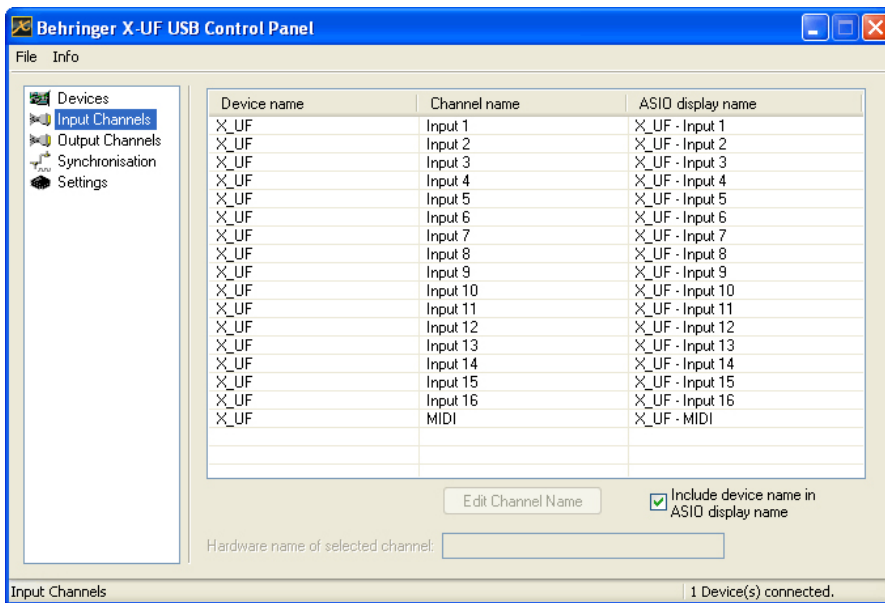 Behringer X-UF USB Control Panel
File Info
Devices
Input Channels
Output Channels
Synchronisation
Settings
Device name Channel name ASIO display name
X_UF Input 1 X_UF - Input 1
X_UF Input 2 X_UF - Input 2
X_UF Input 3 X_UF - Input 3
X_UF Input 4 X_UF - Input 4
X_UF Input 5 X_UF - Input 5
X_UF Input 6 X_UF - Input 6
X_UF Input 7 X_UF - Input 7
X_UF Input 8 X_UF - Input 8
X_UF Input 9 X_UF - Input 9
X_UF Input 10 X_UF - Input 10
X_UF Input 11 X_UF - Input 11
X_UF Input 12 X_UF - Input 12
X_UF Input 13 X_UF - Input 13
X_UF Input 14 X_UF - Input 14
X_UF Input 15 X_UF - Input 15
X_UF Input 16 X_UF - Input 16
X_UF MIDI X_UF - MIDI
Edit Channel Name
Include device name in
ASIO display name
Hardware name of selected channel:
Input Channels 1 Device(s) connected.